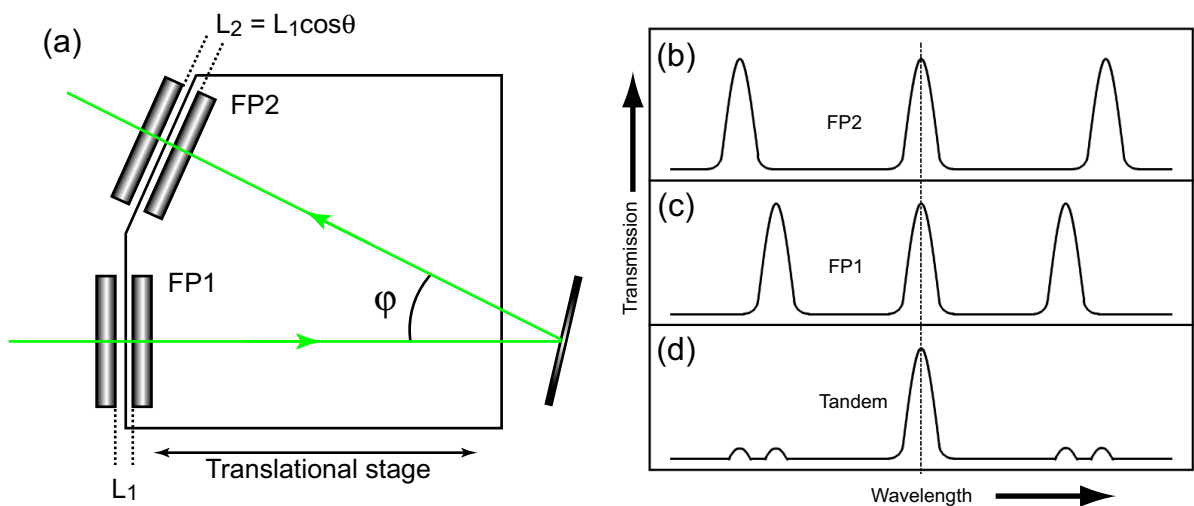 (a)
L2 = L1cosθ
FP2
FP1
φ
Translational stage
L1
Transmission
(b)
FP2
(c)
FP1
(d)
Tandem
Wavelength